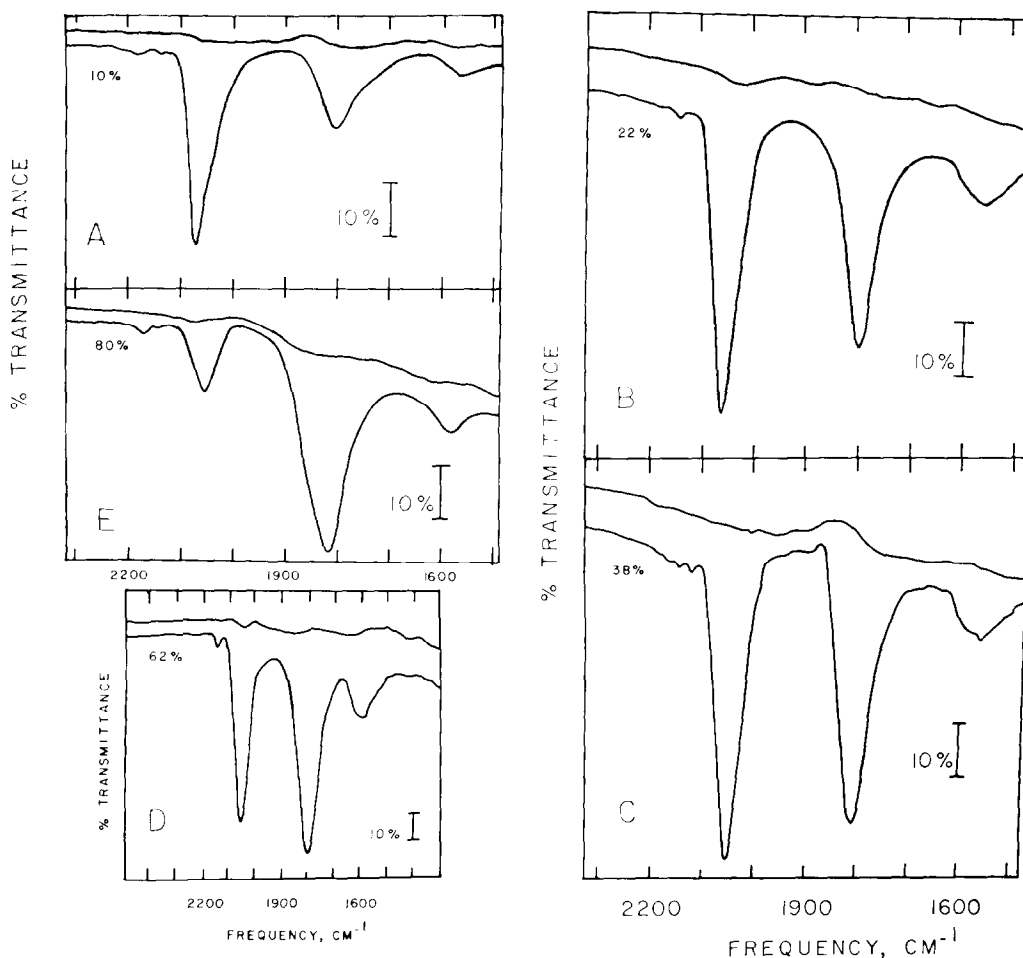 % TRANSMITTANCE
10%
10%
A
80%
10%
E
2200 1900 1600
% TRANSMITTANCE
62%
10%
D
2200 1900 1600
FREQUENCY, CM-1
% TRANSMITTANCE
22%
10%
B
38%
10%
C
2200 1900 1600
FREQUENCY, CM-1